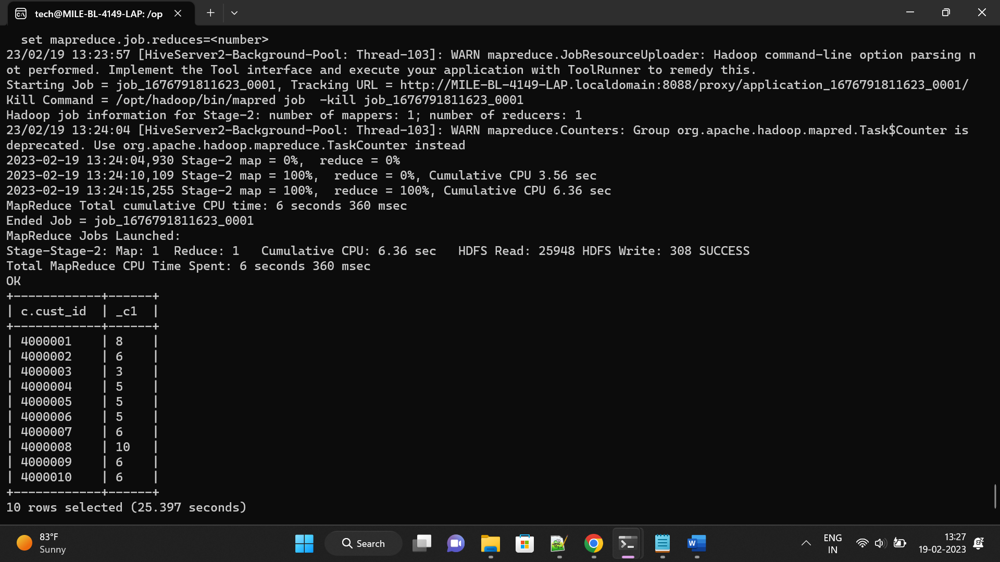 tech@MILE-BL-4149-LAP: /op
  set mapreduce.job.reduces=<number>
23/02/19 13:23:57 [HiveServer2-Background-Pool: Thread-103]: WARN mapreduce.JobResourceUploader: Hadoop command-line option parsing n
ot performed. Implement the Tool interface and execute your application with ToolRunner to remedy this.
Starting Job = job_1676791811623_0001, Tracking URL = http://MILE-BL-4149-LAP.localdomain:8088/proxy/application_1676791811623_0001/
Kill Command = /opt/hadoop/bin/mapred job  -kill job_1676791811623_0001
Hadoop job information for Stage-2: number of mappers: 1; number of reducers: 1
23/02/19 13:24:04 [HiveServer2-Background-Pool: Thread-103]: WARN mapreduce.Counters: Group org.apache.hadoop.mapred.Task$Counter is
deprecated. Use org.apache.hadoop.mapreduce.TaskCounter instead
2023-02-19 13:24:04,930 Stage-2 map = 0%,  reduce = 0%
2023-02-19 13:24:10,109 Stage-2 map = 100%,  reduce = 0%, Cumulative CPU 3.56 sec
2023-02-19 13:24:15,255 Stage-2 map = 100%,  reduce = 100%, Cumulative CPU 6.36 sec
MapReduce Total cumulative CPU time: 6 seconds 360 msec
Ended Job = job_1676791811623_0001
MapReduce Jobs Launched:
Stage-Stage-2: Map: 1  Reduce: 1   Cumulative CPU: 6.36 sec   HDFS Read: 25948 HDFS Write: 308 SUCCESS
Total MapReduce CPU Time Spent: 6 seconds 360 msec
OK
+------------+------+
| c.cust_id  | _c1  |
+------------+------+
| 4000001    | 8    |
| 4000002    | 6    |
| 4000003    | 3    |
| 4000004    | 5    |
| 4000005    | 5    |
| 4000006    | 5    |
| 4000007    | 6    |
| 4000008    | 10   |
| 4000009    | 6    |
| 4000010    | 6    |
+------------+------+
10 rows selected (25.397 seconds)
83°F
Sunny
Search
ENG
IN
13:27
19-02-2023